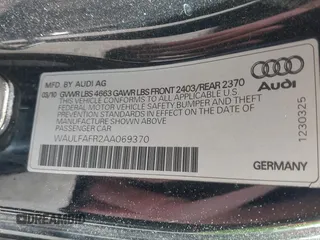 MFD BY AUDI AG
03/10 GVWR LBS 4663 GAWR LBS FRONT 2403/REAR 2370
THIS VEHICLE CONFORMS TO ALL APPLICABLE U.S.
FEDERAL MOTOR VEHICLE SAFETY BUMPER AND THEFT
PREVENTION STANDARDS IN EFFECT ON THE DATE OF
MANUFACTURE SHOWN ABOVE
PASSENGER CAR
WAULFAFR2AA069370
Audi
1230325
GERMANY